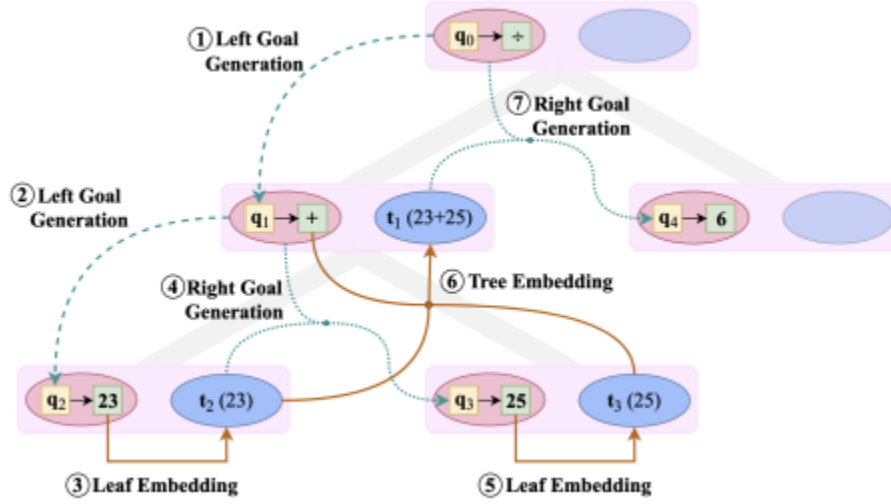 ① Left Goal
Generation
q0 → ÷
⑦ Right Goal
Generation
② Left Goal
Generation
q1 → +
t1 (23+25)
q4 → 6
④ Right Goal
Generation
⑥ Tree Embedding
q2 → 23
t2 (23)
q3 → 25
t3 (25)
③ Leaf Embedding
⑤ Leaf Embedding